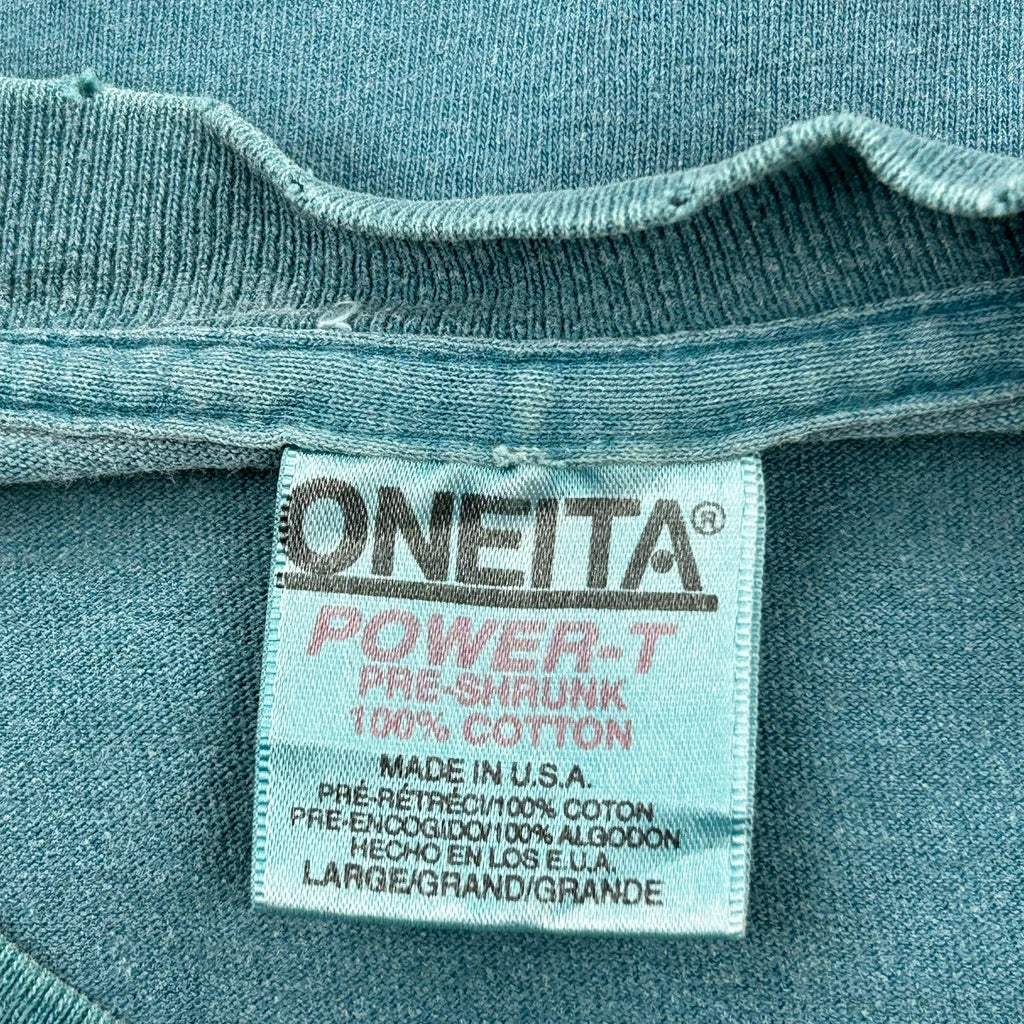 ONEITA®
POWER-T
PRE-SHRUNK
100% COTTON
MADE IN U.S.A.
PRÉ-RÉTRÉCI/100% COTON
PRE-ENCOGIDO/100% ALGODON
HECHO EN LOS E.U.A.
LARGE/GRAND/GRANDE